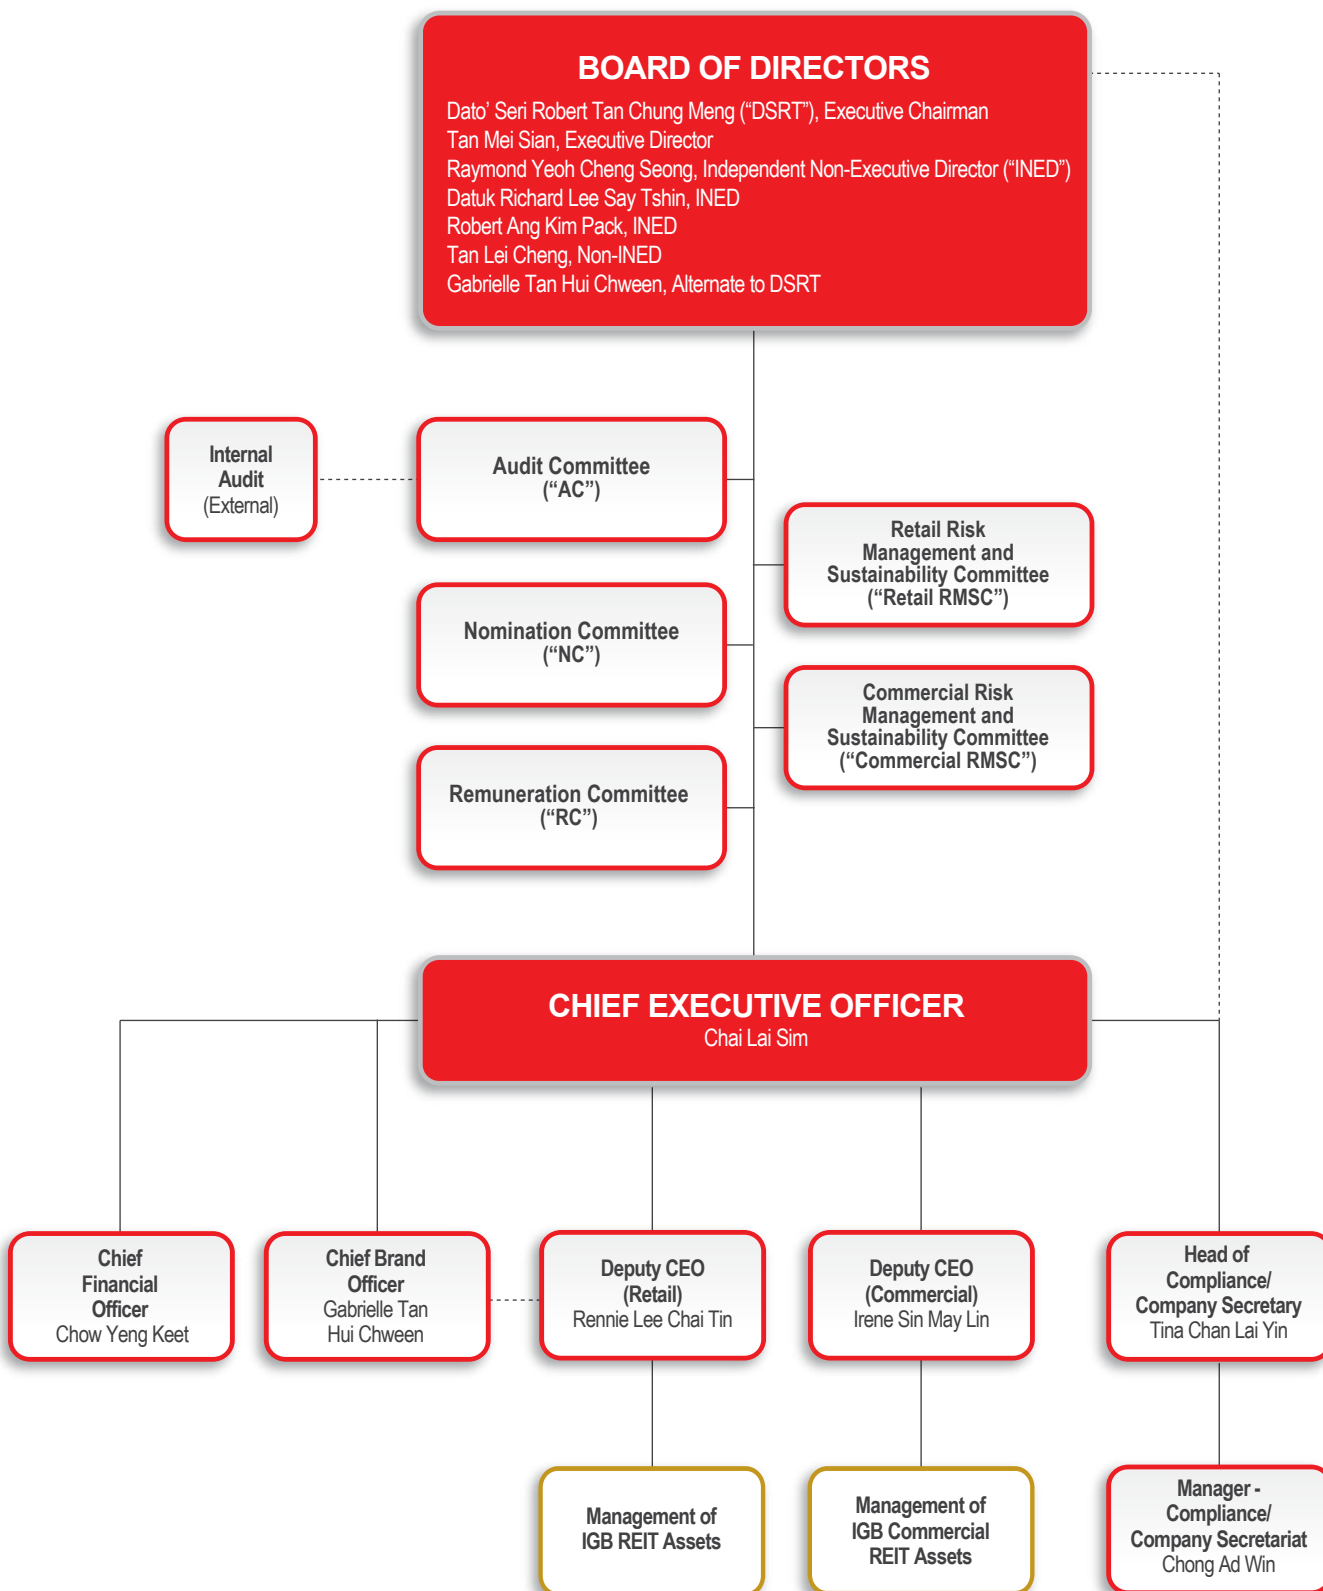 BOARD OF DIRECTORS
Dato’ Seri Robert Tan Chung Meng (“DSRT”), Executive Chairman
Tan Mei Sian, Executive Director
Raymond Yeoh Cheng Seong, Independent Non-Executive Director (“INED”)
Datuk Richard Lee Say Tshin, INED
Robert Ang Kim Pack, INED
Tan Lei Cheng, Non-INED
Gabrielle Tan Hui Chween, Alternate to DSRT
Internal
Audit
(External)
Audit Committee
(“AC”)
Retail Risk
Management and
Sustainability Committee
(“Retail RMSC”)
Nomination Committee
(“NC”)
Commercial Risk
Management and
Sustainability Committee
(“Commercial RMSC”)
Remuneration Committee
(“RC”)
CHIEF EXECUTIVE OFFICER
Chai Lai Sim
Chief
Financial
Officer
Chow Yeng Keet
Chief Brand
Officer
Gabrielle Tan
Hui Chween
Deputy CEO
(Retail)
Rennie Lee Chai Tin
Deputy CEO
(Commercial)
Irene Sin May Lin
Head of
Compliance/
Company Secretary
Tina Chan Lai Yin
Management of
IGB REIT Assets
Management of
IGB Commercial
REIT Assets
Manager -
Compliance/
Company Secretariat
Chong Ad Win